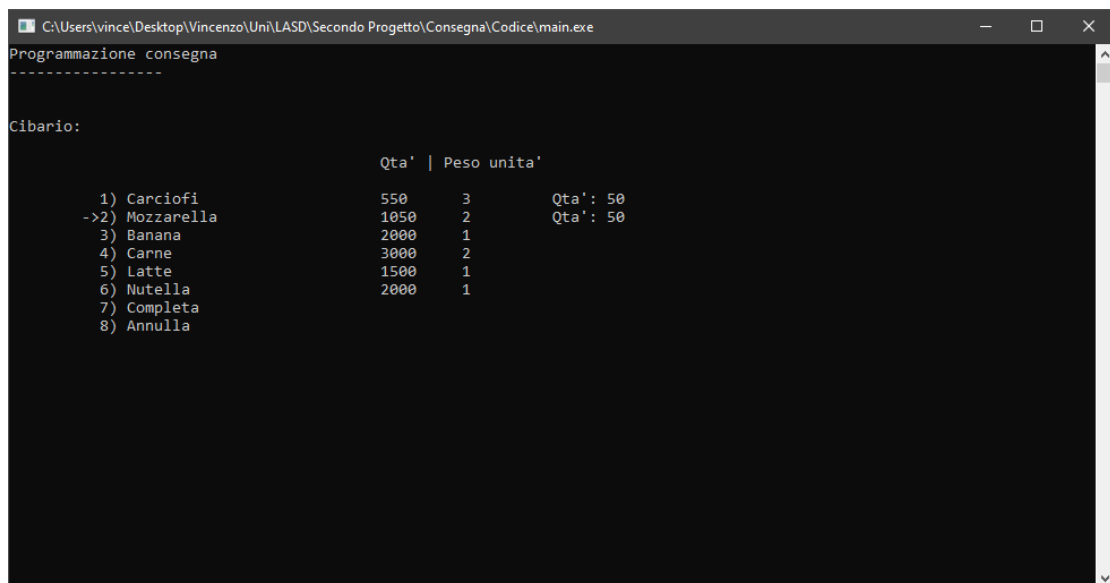 C:\Users\vince\Desktop\Vincenzo\Uni\LASD\Secondo Progetto\Consegna\Codice\main.exe
Programmazione consegna
-----------------
Cibario:
Qta' | Peso unita'
1) Carciofi 550 3 Qta': 50
->2) Mozzarella 1050 2 Qta': 50
3) Banana 2000 1
4) Carne 3000 2
5) Latte 1500 1
6) Nutella 2000 1
7) Completa
8) Annulla